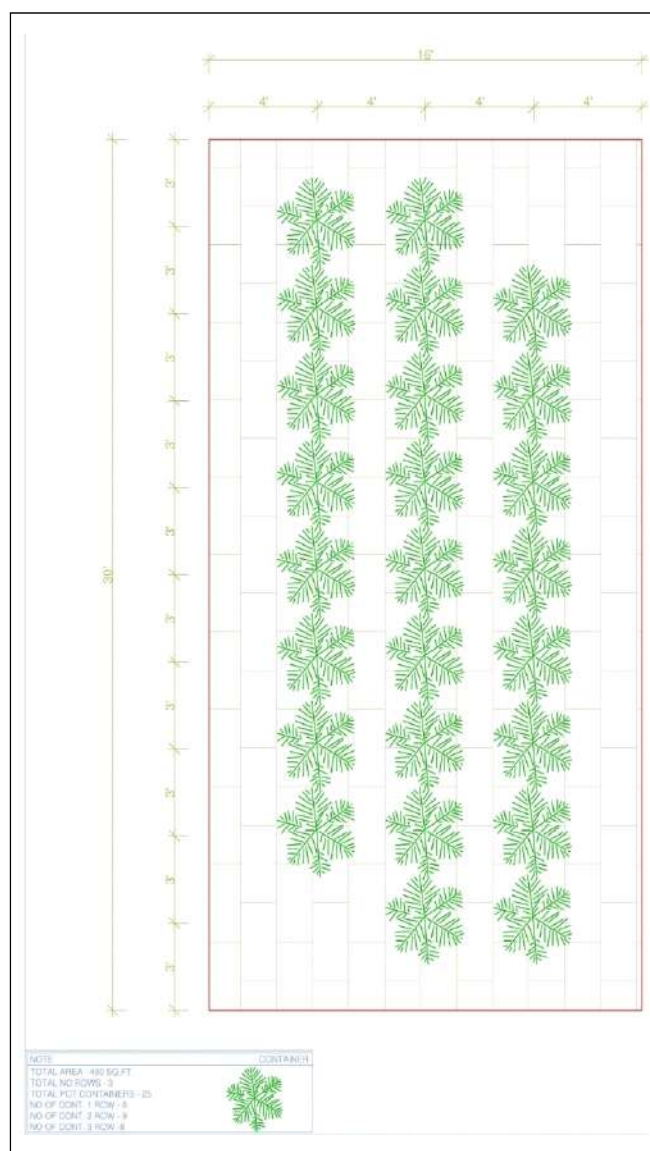 16'
4' 4' 4' 4'
3'
3'
3'
3'
3'
30'
3'
3'
3'
3'
3'
NOTE CONTAINER
TOTAL AREA - 480 SQ.FT
TOTAL NO ROWS - 3
TOTAL POT CONTAINERS - 25
NO OF CONT. 1 ROW - 8
NO OF CONT. 2 ROW - 9
NO OF CONT. 3 ROW -8